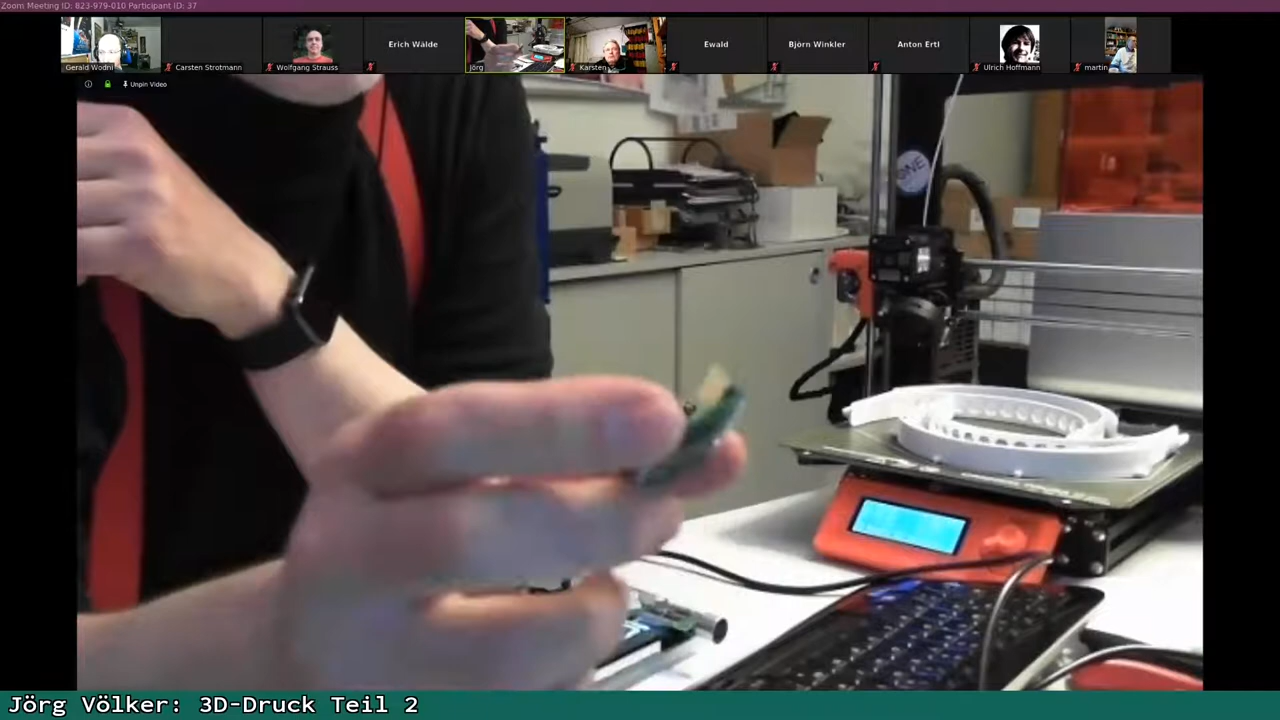 Zoom Meeting ID: 823-979-010 Participant ID: 37
Gerald Wodni
Carsten Strotmann
Wolfgang Strauss
Erich Wälde
Jörg
Karsten
Ewald
Björn Winkler
Anton Ertl
Ulrich Hoffmann
martin
Unpin Video
ONE
Jörg Völker: 3D-Druck Teil 2